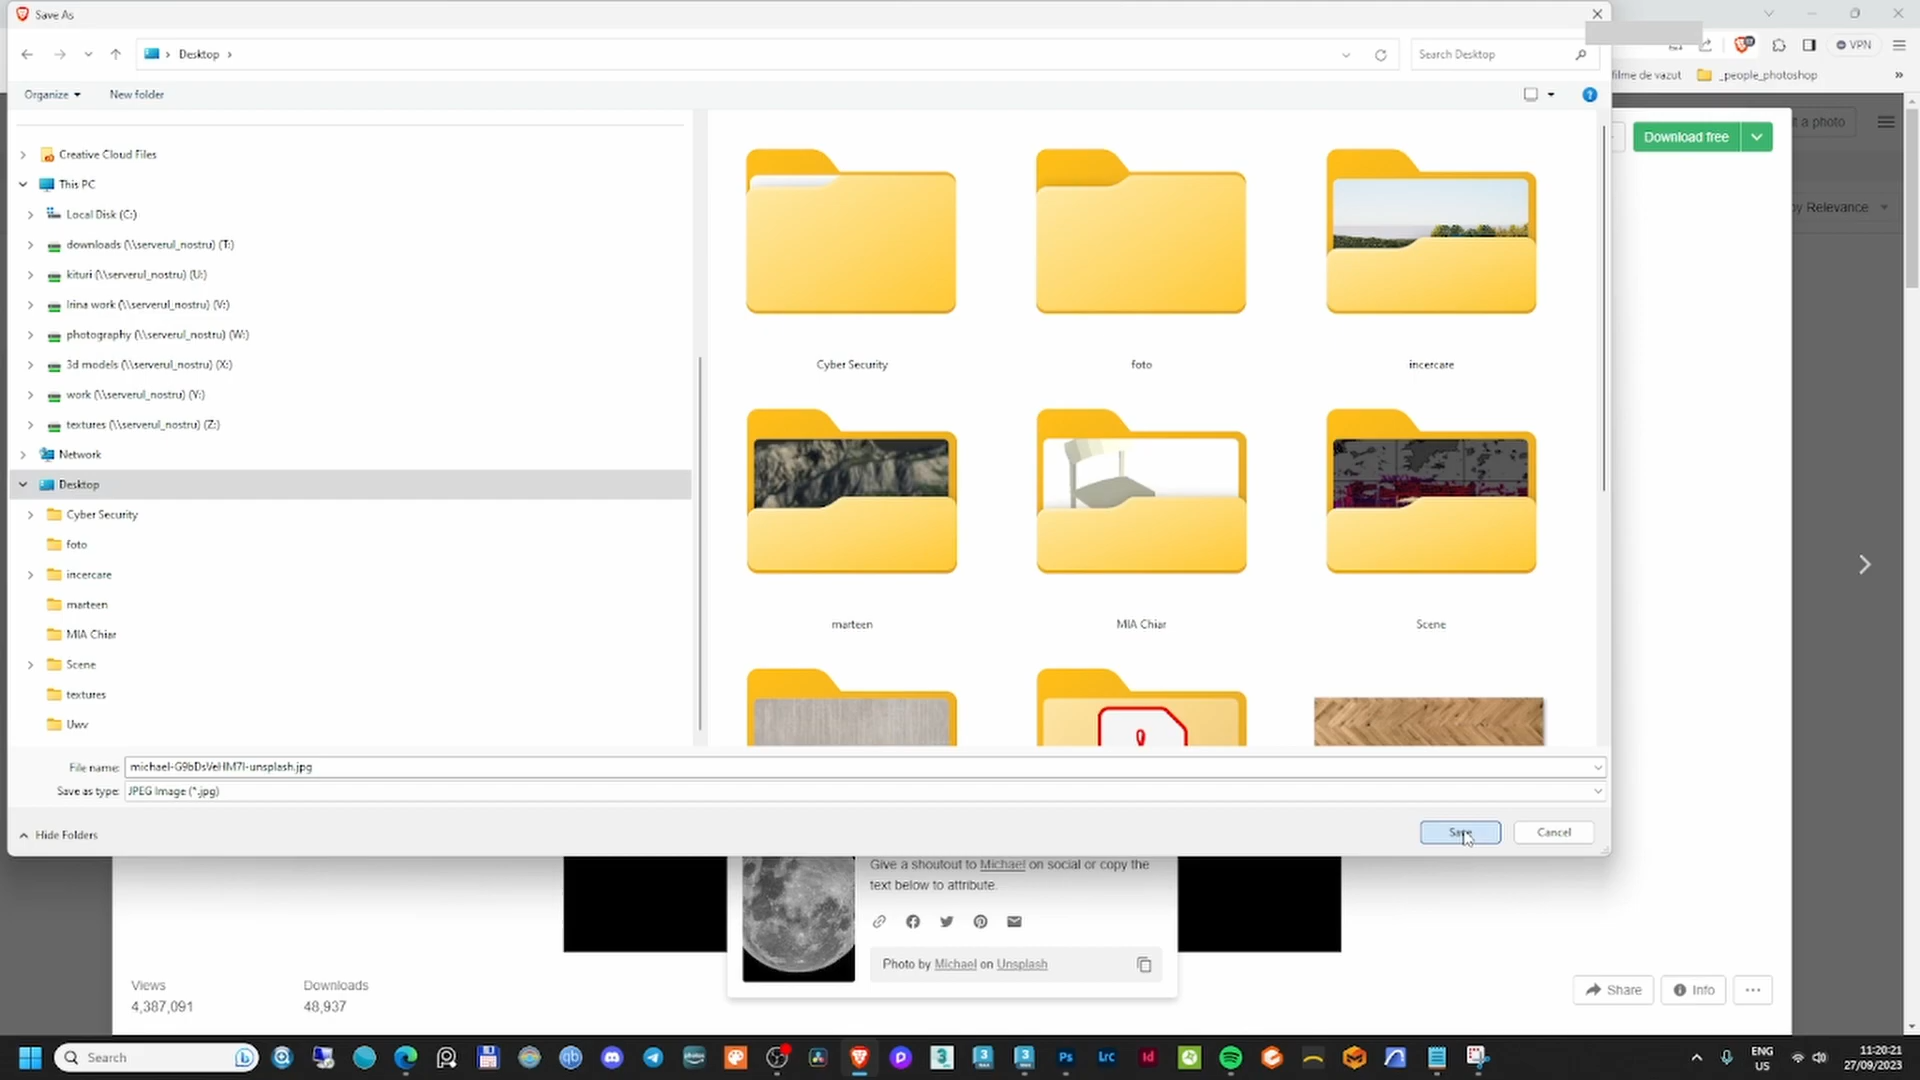 Save As
Desktop
Search Desktop
VPN
filme de vazut
_people_photoshop
Organize
New folder
Download free
t a photo
by Relevance
Creative Cloud Files
This PC
Local Disk (C:)
downloads (\\serverul_nostru) (T:)
kituri (\\serverul_nostru) (U:)
Irina work (\\serverul_nostru) (V:)
photography (\\serverul_nostru) (W:)
3d models (\\serverul_nostru) (X:)
work (\\serverul_nostru) (Y:)
textures (\\serverul_nostru) (Z:)
Network
Desktop
Cyber Security
foto
incercare
marteen
MIA Chiar
Scene
textures
Uwv
Cyber Security
foto
incercare
marteen
MIA Chiar
Scene
File name:
Save as type: JPEG Image (*.jpg)
Hide Folders
Save
Cancel
Give a shoutout to Michael on social or copy the
text below to attribute.
Photo by Michael on Unsplash
Views
4,387,091
Downloads
48,937
Share
Info
Search
photos
Ps
Lrc
Id
ENG
US
11:20:21
27/09/2023